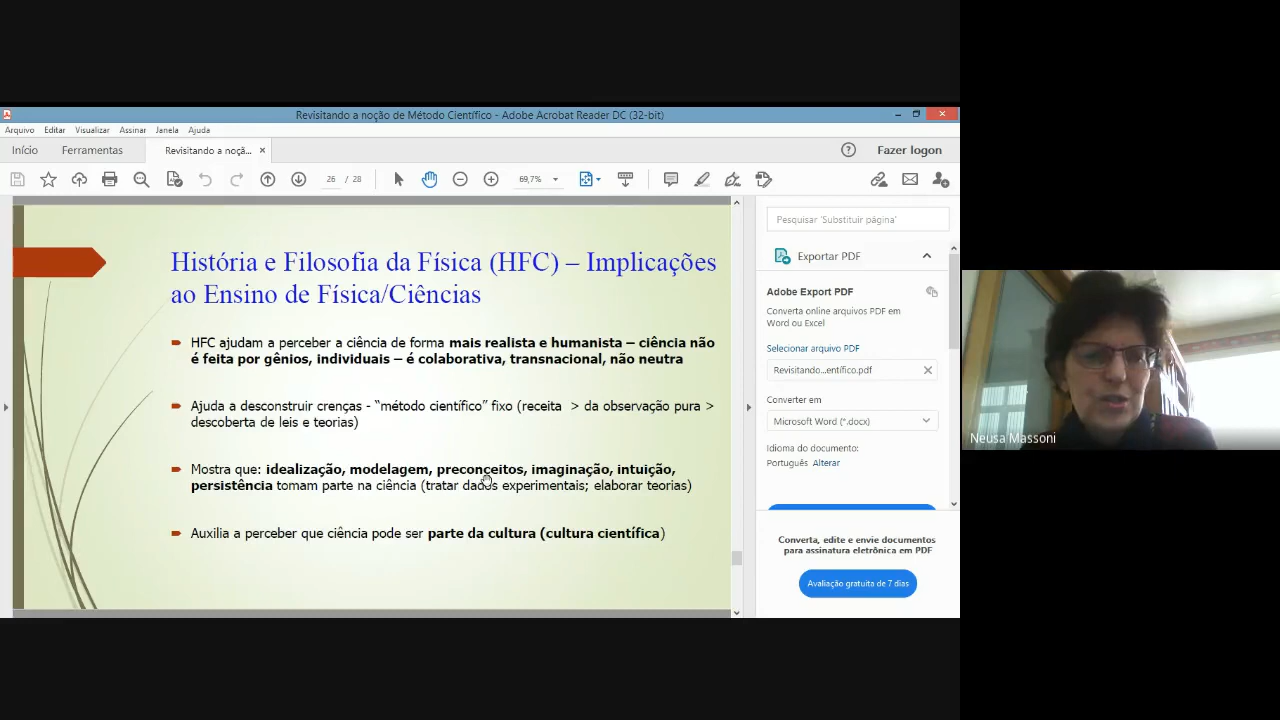 Revisitando a noção de Método Científico - Adobe Acrobat Reader DC (32-bit)
Arquivo Editar Visualizar Assinar Janela Ajuda
Início Ferramentas Revisitando a noçã... × Fazer logon
26 / 28 69,7%
História e Filosofia da Física (HFC) – Implicações
ao Ensino de Física/Ciências
HFC ajudam a perceber a ciência de forma mais realista e humanista – ciência não
é feita por gênios, individuais – é colaborativa, transnacional, não neutra
Ajuda a desconstruir crenças - “método científico” fixo (receita > da observação pura >
descoberta de leis e teorias)
Mostra que: idealização, modelagem, preconceitos, imaginação, intuição,
persistência tomam parte na ciência (tratar dados experimentais; elaborar teorias)
Auxilia a perceber que ciência pode ser parte da cultura (cultura científica)
Pesquisar 'Substituir página'
Exportar PDF
Adobe Export PDF
Converta online arquivos PDF em
Word ou Excel
Selecionar arquivo PDF
Revisitando...entífico.pdf
Converter em
Microsoft Word (*.docx)
Idioma do documento:
Português Alterar
Converta, edite e envie documentos
para assinatura eletrônica em PDF
Avaliação gratuita de 7 dias
Neusa Massoni